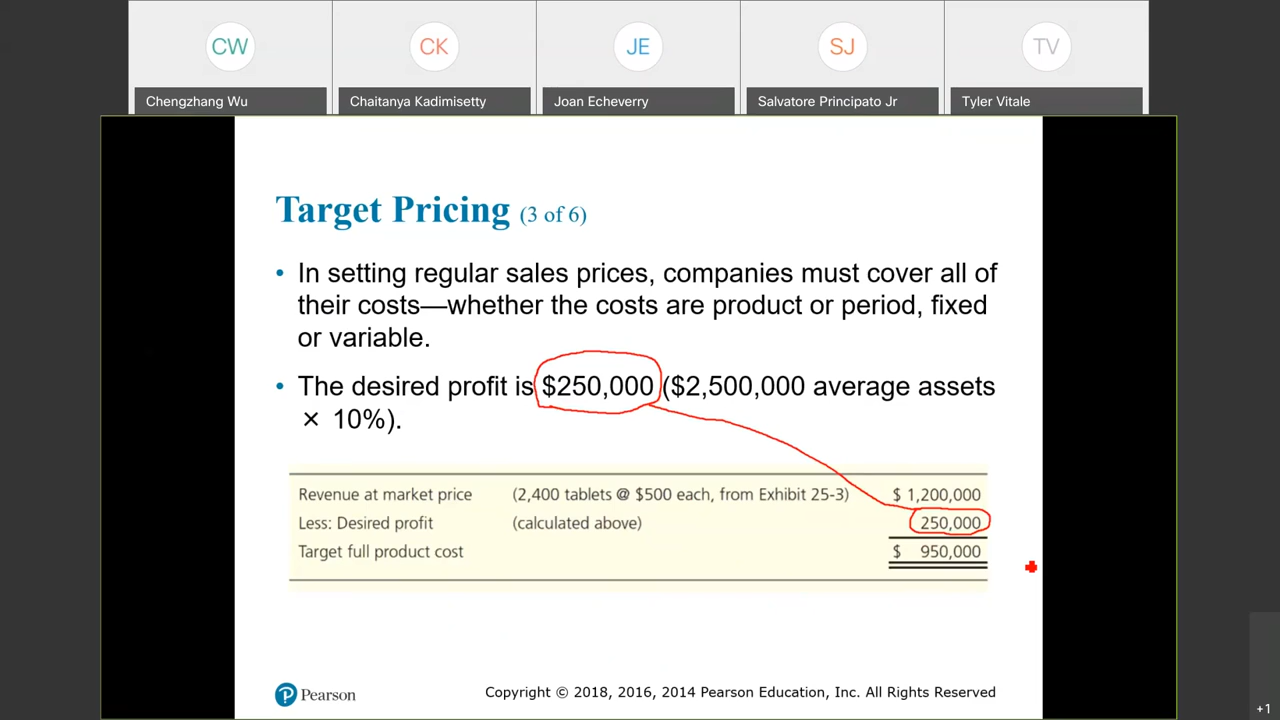 CW
CK
JE
SJ
TV
Chengzhang Wu
Chaitanya Kadimisetty
Joan Echeverry
Salvatore Principato Jr
Tyler Vitale
Target Pricing (3 of 6)
• In setting regular sales prices, companies must cover all of
their costs—whether the costs are product or period, fixed
or variable.
• The desired profit is $250,000 ($2,500,000 average assets
× 10%).
Revenue at market price (2,400 tablets @ $500 each, from Exhibit 25-3) $ 1,200,000
Less: Desired profit (calculated above) 250,000
Target full product cost $ 950,000
P Pearson
Copyright © 2018, 2016, 2014 Pearson Education, Inc. All Rights Reserved
+1